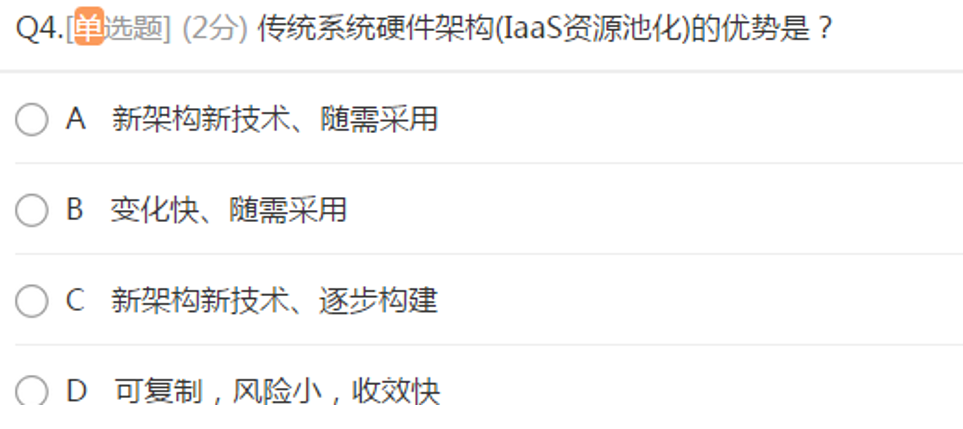 Q4.[单选题] (2分) 传统系统硬件架构(IaaS资源池化)的优势是？
A 新架构新技术、随需采用
B 变化快、随需采用
C 新架构新技术、逐步构建
D 可复制，风险小，收效快